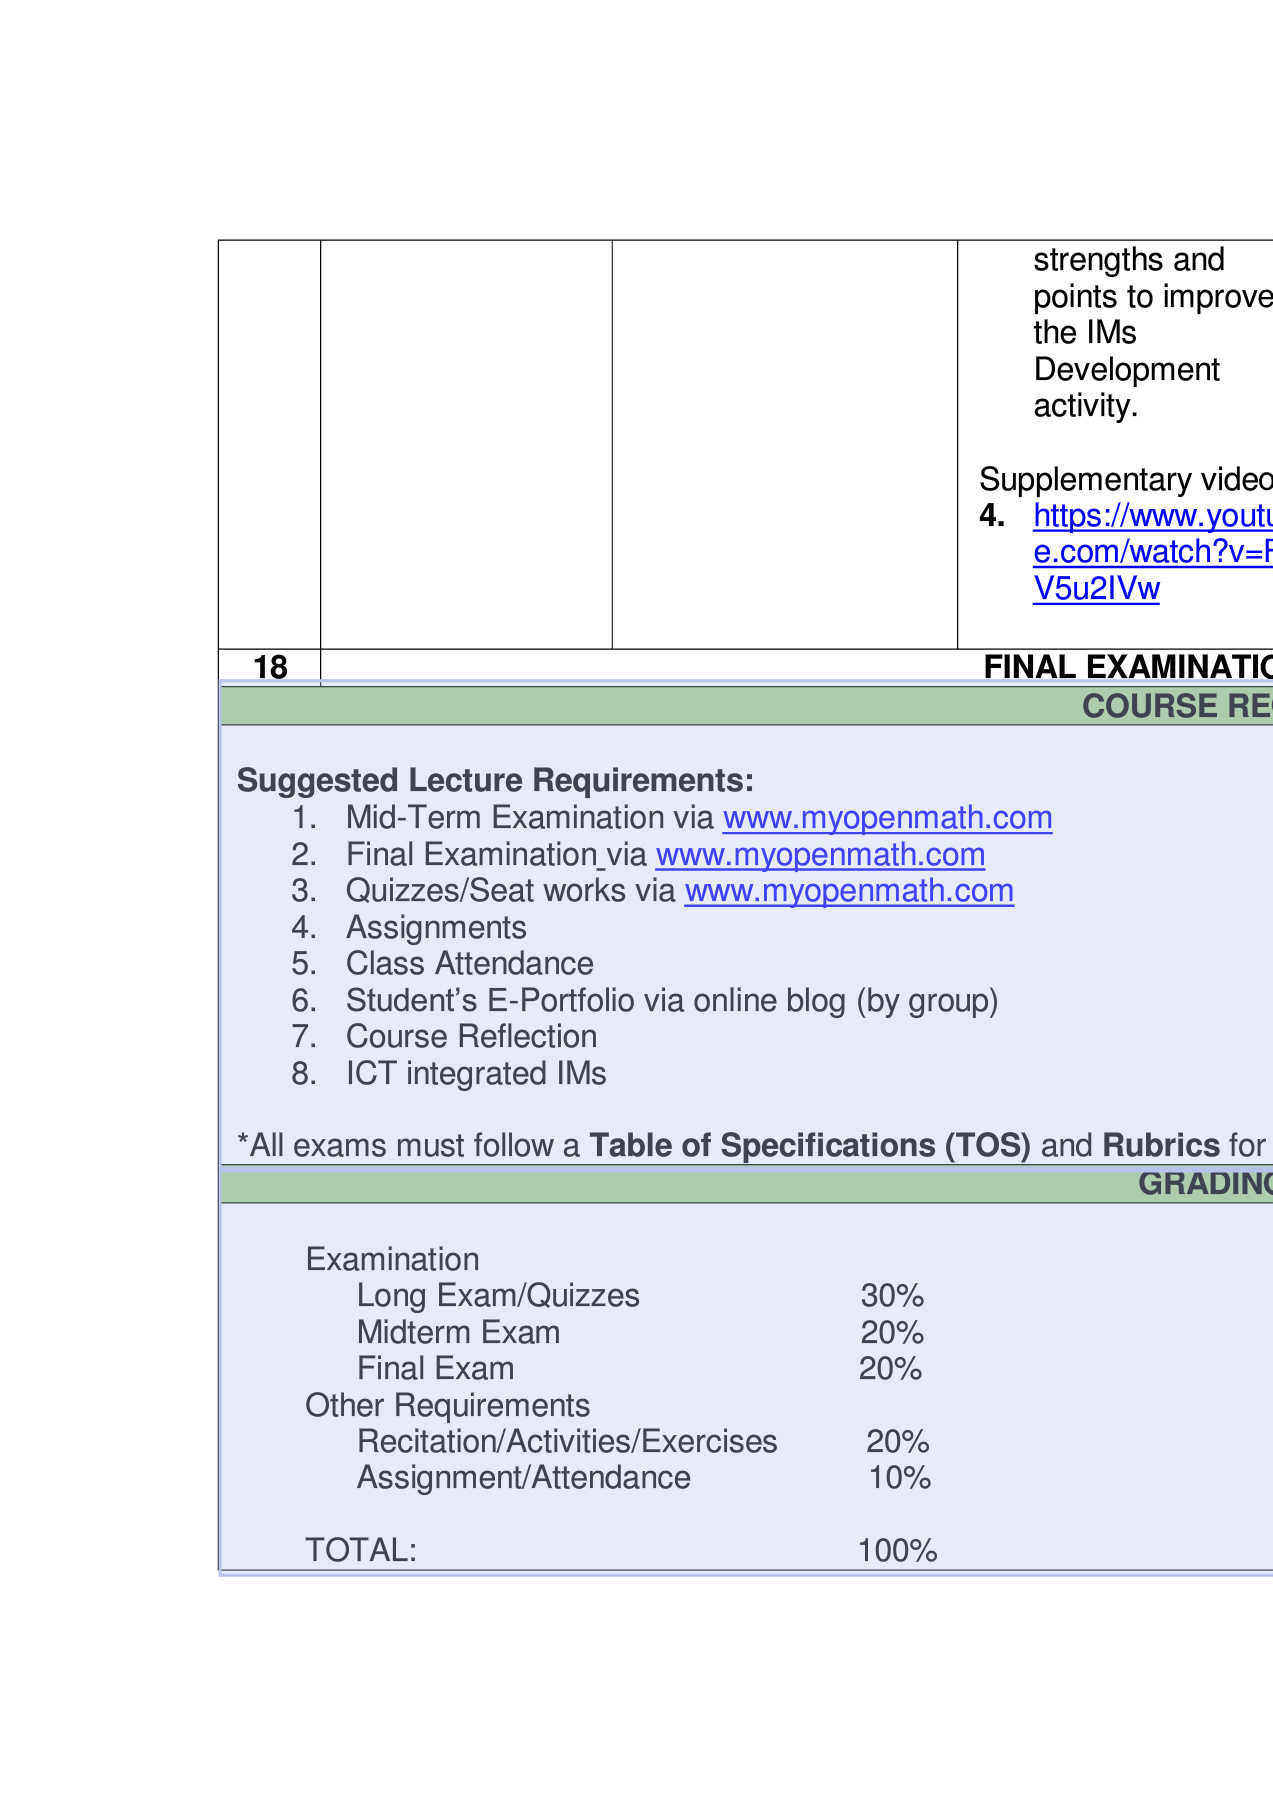 strengths and
points to improve
the IMs
Development
activity.
Supplementary video
4. https://www.youtu
e.com/watch?v=
V5u2IVw
18 FINAL EXAMINATIO
COURSE RE
Suggested Lecture Requirements:
1. Mid-Term Examination via www.myopenmath.com
2. Final Examination via www.myopenmath.com
3. Quizzes/Seat works via www.myopenmath.com
4. Assignments
5. Class Attendance
6. Student’s E-Portfolio via online blog (by group)
7. Course Reflection
8. ICT integrated IMs
*All exams must follow a Table of Specifications (TOS) and Rubrics for
GRADING
Examination
Long Exam/Quizzes 30%
Midterm Exam 20%
Final Exam 20%
Other Requirements
Recitation/Activities/Exercises 20%
Assignment/Attendance 10%
TOTAL: 100%